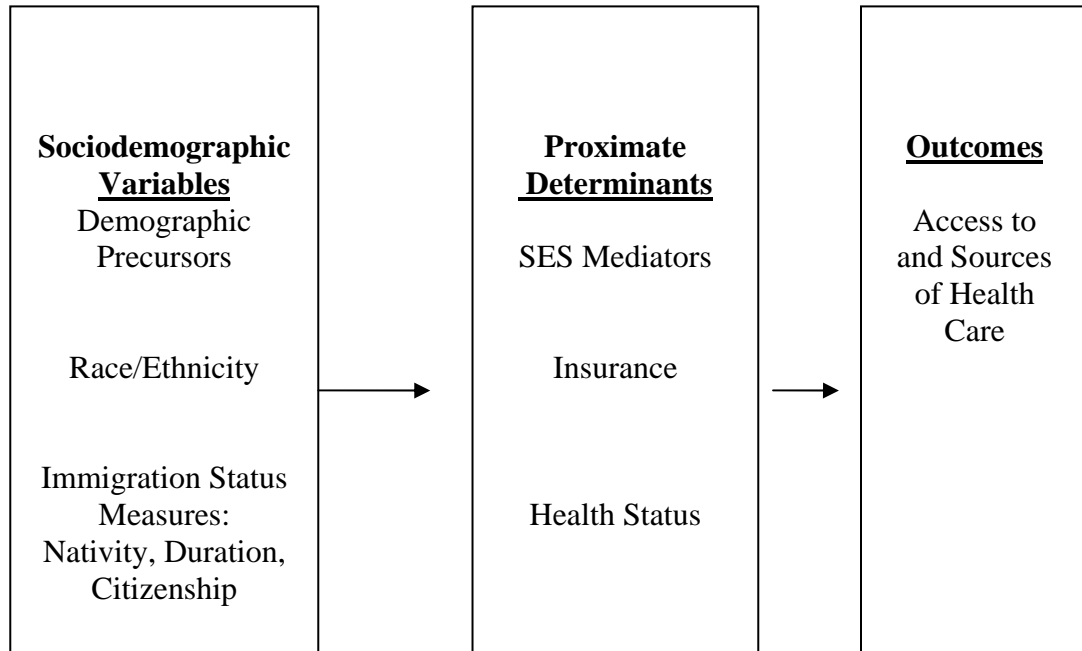 Sociodemographic
Variables
Demographic
Precursors
Race/Ethnicity
Immigration Status
Measures:
Nativity, Duration,
Citizenship
Proximate
Determinants
SES Mediators
Insurance
Health Status
Outcomes
Access to
and Sources
of Health
Care